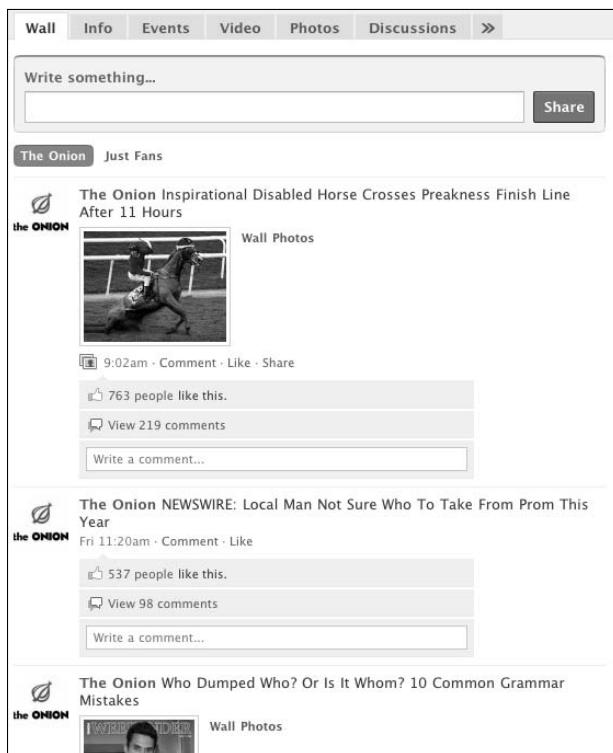 Wall Info Events Video Photos Discussions »
Write something...
Share
The Onion Just Fans
the ONION
The Onion Inspirational Disabled Horse Crosses Preakness Finish Line
After 11 Hours
Wall Photos
9:02am · Comment · Like · Share
763 people like this.
View 219 comments
Write a comment...
the ONION
The Onion NEWSWIRE: Local Man Not Sure Who To Take From Prom This
Year
Fri 11:20am · Comment · Like
537 people like this.
View 98 comments
Write a comment...
the ONION
The Onion Who Dumped Who? Or Is It Whom? 10 Common Grammar
Mistakes
Wall Photos